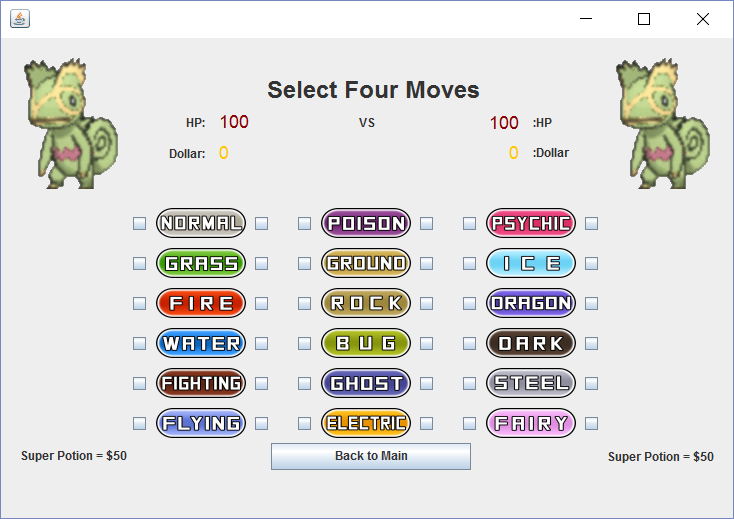 Select Four Moves
HP: 100 VS 100 :HP
Dollar: 0 0 :Dollar
NORMAL POISON PSYCHIC
GRASS GROUND ICE
FIRE ROCK DRAGON
WATER BUG DARK
FIGHTING GHOST STEEL
FLYING ELECTRIC FAIRY
Super Potion = $50 Back to Main Super Potion = $50